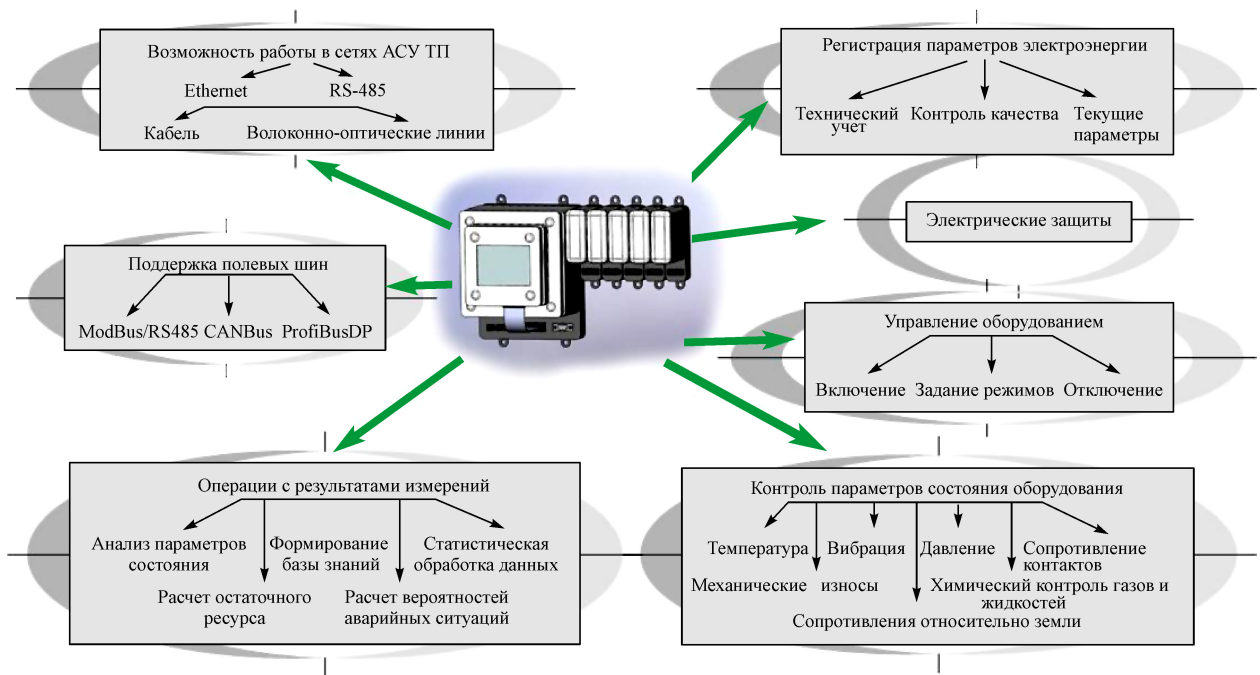 Возможность работы в сетях АСУ ТП
Ethernet RS-485
Кабель Волоконно-оптические линии
Регистрация параметров электроэнергии
Технический учет
Контроль качества
Текущие параметры
Электрические защиты
Поддержка полевых шин
ModBus/RS485 CANBus ProfiBusDP
Управление оборудованием
Включение Задание режимов Отключение
Операции с результатами измерений
Анализ параметров
состояния
Формирование
базы знаний
Статистическая
обработка данных
Расчет остаточного
ресурса
Расчет вероятностей
аварийных ситуаций
Контроль параметров состояния оборудования
Температура Вибрация Давление
Сопротивление
контактов
Механические износы
Химический контроль газов и
жидкостей
Сопротивления относительно земли